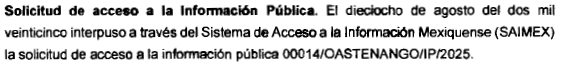 Solicitud de acceso a la Información Pública. El dieciocho de agosto del dos mil
veinticinco interpuso a través del Sistema de Acceso a la Información Mexiquense (SAIMEX)
la solicitud de acceso a la información pública 00014/OASTENANGO/IP/2025.